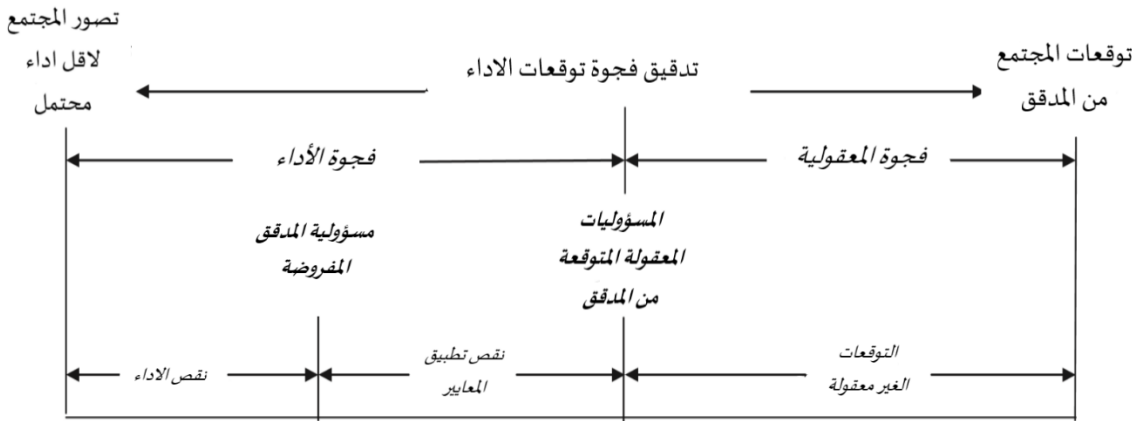 توقعات المجتمع
من المدقق
تدقيق فجوة توقعات الاداء
تصور المجتمع
لاقل اداء
محتمل
فجوة المعقولية
فجوة الأداء
المسؤوليات
المعقولة المتوقعة
من المدقق
مسؤولية المدقق
المفروضة
التوقعات
الغير معقولة
نقص تطبيق
المعايير
نقص الاداء